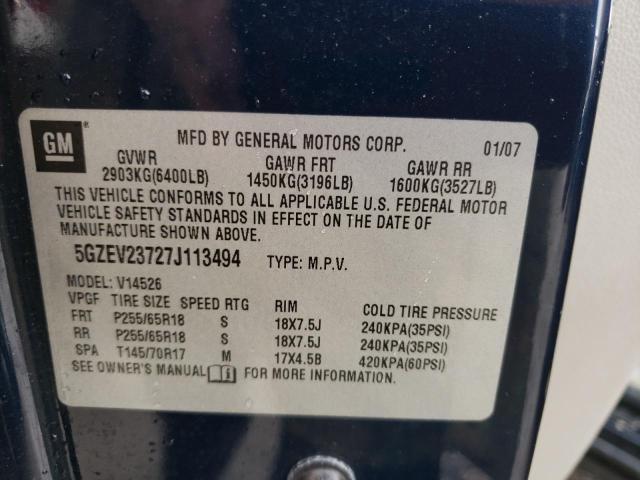 GM ® MFD BY GENERAL MOTORS CORP. 01/07
GVWR GAWR FRT GAWR RR
2903KG(6400LB) 1450KG(3196LB) 1600KG(3527LB)
THIS VEHICLE CONFORMS TO ALL APPLICABLE U.S. FEDERAL MOTOR
VEHICLE SAFETY STANDARDS IN EFFECT ON THE DATE OF
MANUFACTURE SHOWN ABOVE.
5GZEV23727J113494 TYPE: M.P.V.
MODEL: V14526
VPGF TIRE SIZE SPEED RTG RIM COLD TIRE PRESSURE
FRT P255/65R18 S 18X7.5J 240KPA(35PSI)
RR P255/65R18 S 18X7.5J 240KPA(35PSI)
SPA T145/70R17 M 17X4.5B 420KPA(60PSI)
SEE OWNER'S MANUAL FOR MORE INFORMATION.